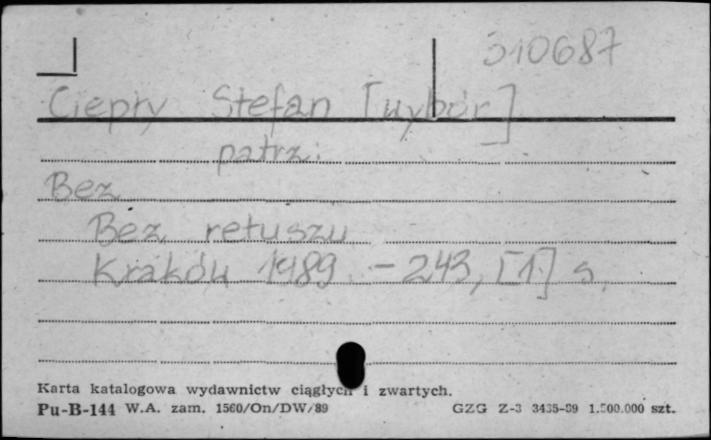 310687
Ciepły Stefan [wybór]
patrz:
Bez
Bez retuszu
Kraków 1989. – 243, [1] s.
Karta katalogowa wydawnictw ciągłych i zwartych.
Pu-B-144 W.A. zam. 1560/On/DW/89 GZG Z-3 3435-89 1.500.000 szt.